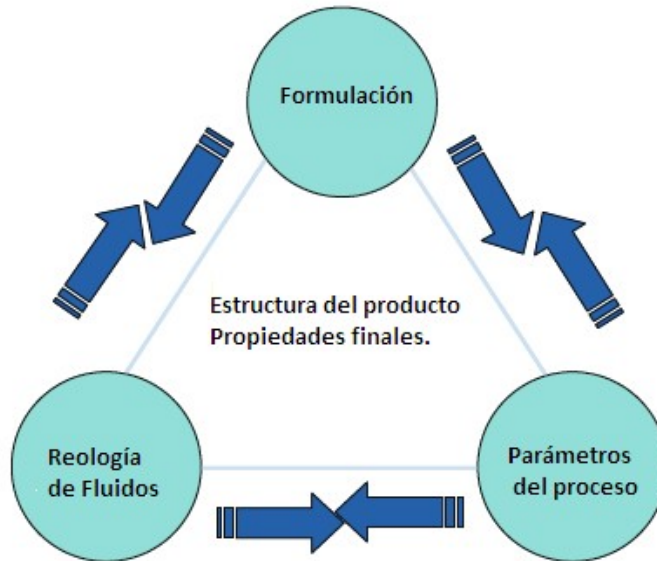 Formulación
Estructura del producto
Propiedades finales.
Reología
de Fluidos
Parámetros
del proceso